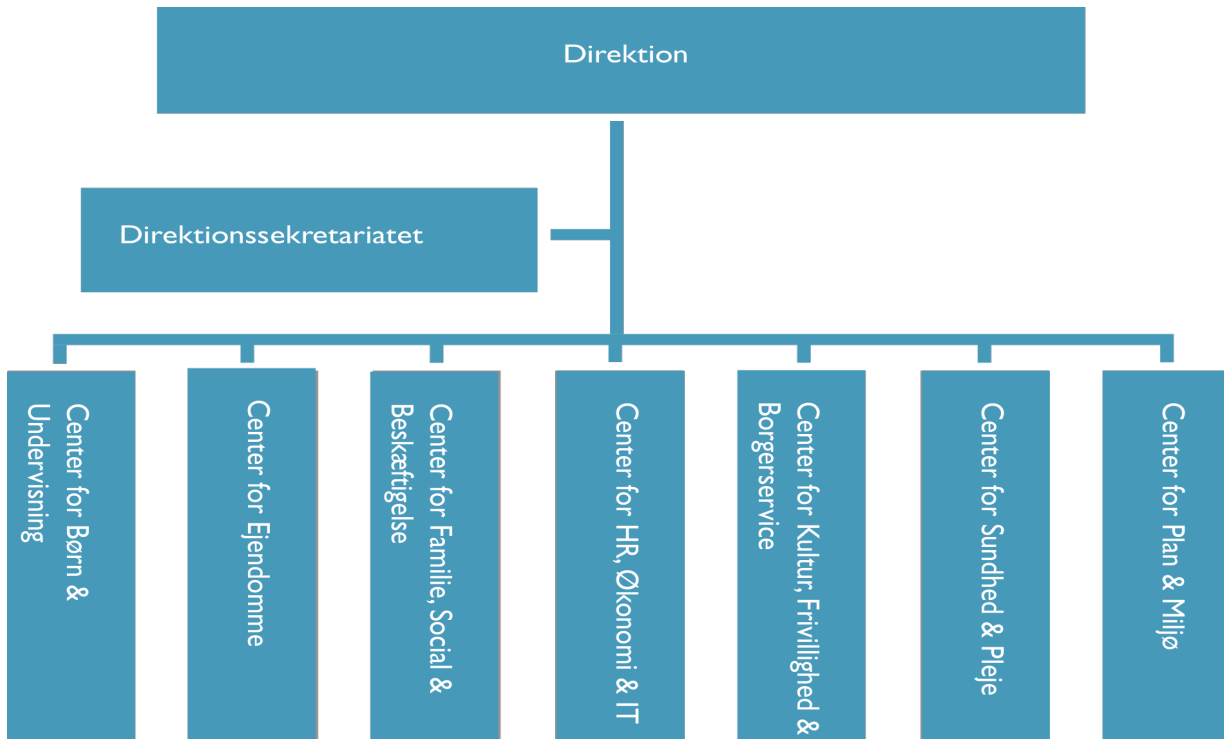 Direktion
Direktionssekretariatet
Center for Børn &
Undervisning
Center for Ejendomme
Center for Familie, Social &
Beskæftigelse
Center for HR, Økonomi & IT
Center for Kultur, Frivillighed &
Borgerservice
Center for Sundhed & Pleje
Center for Plan & Miljø